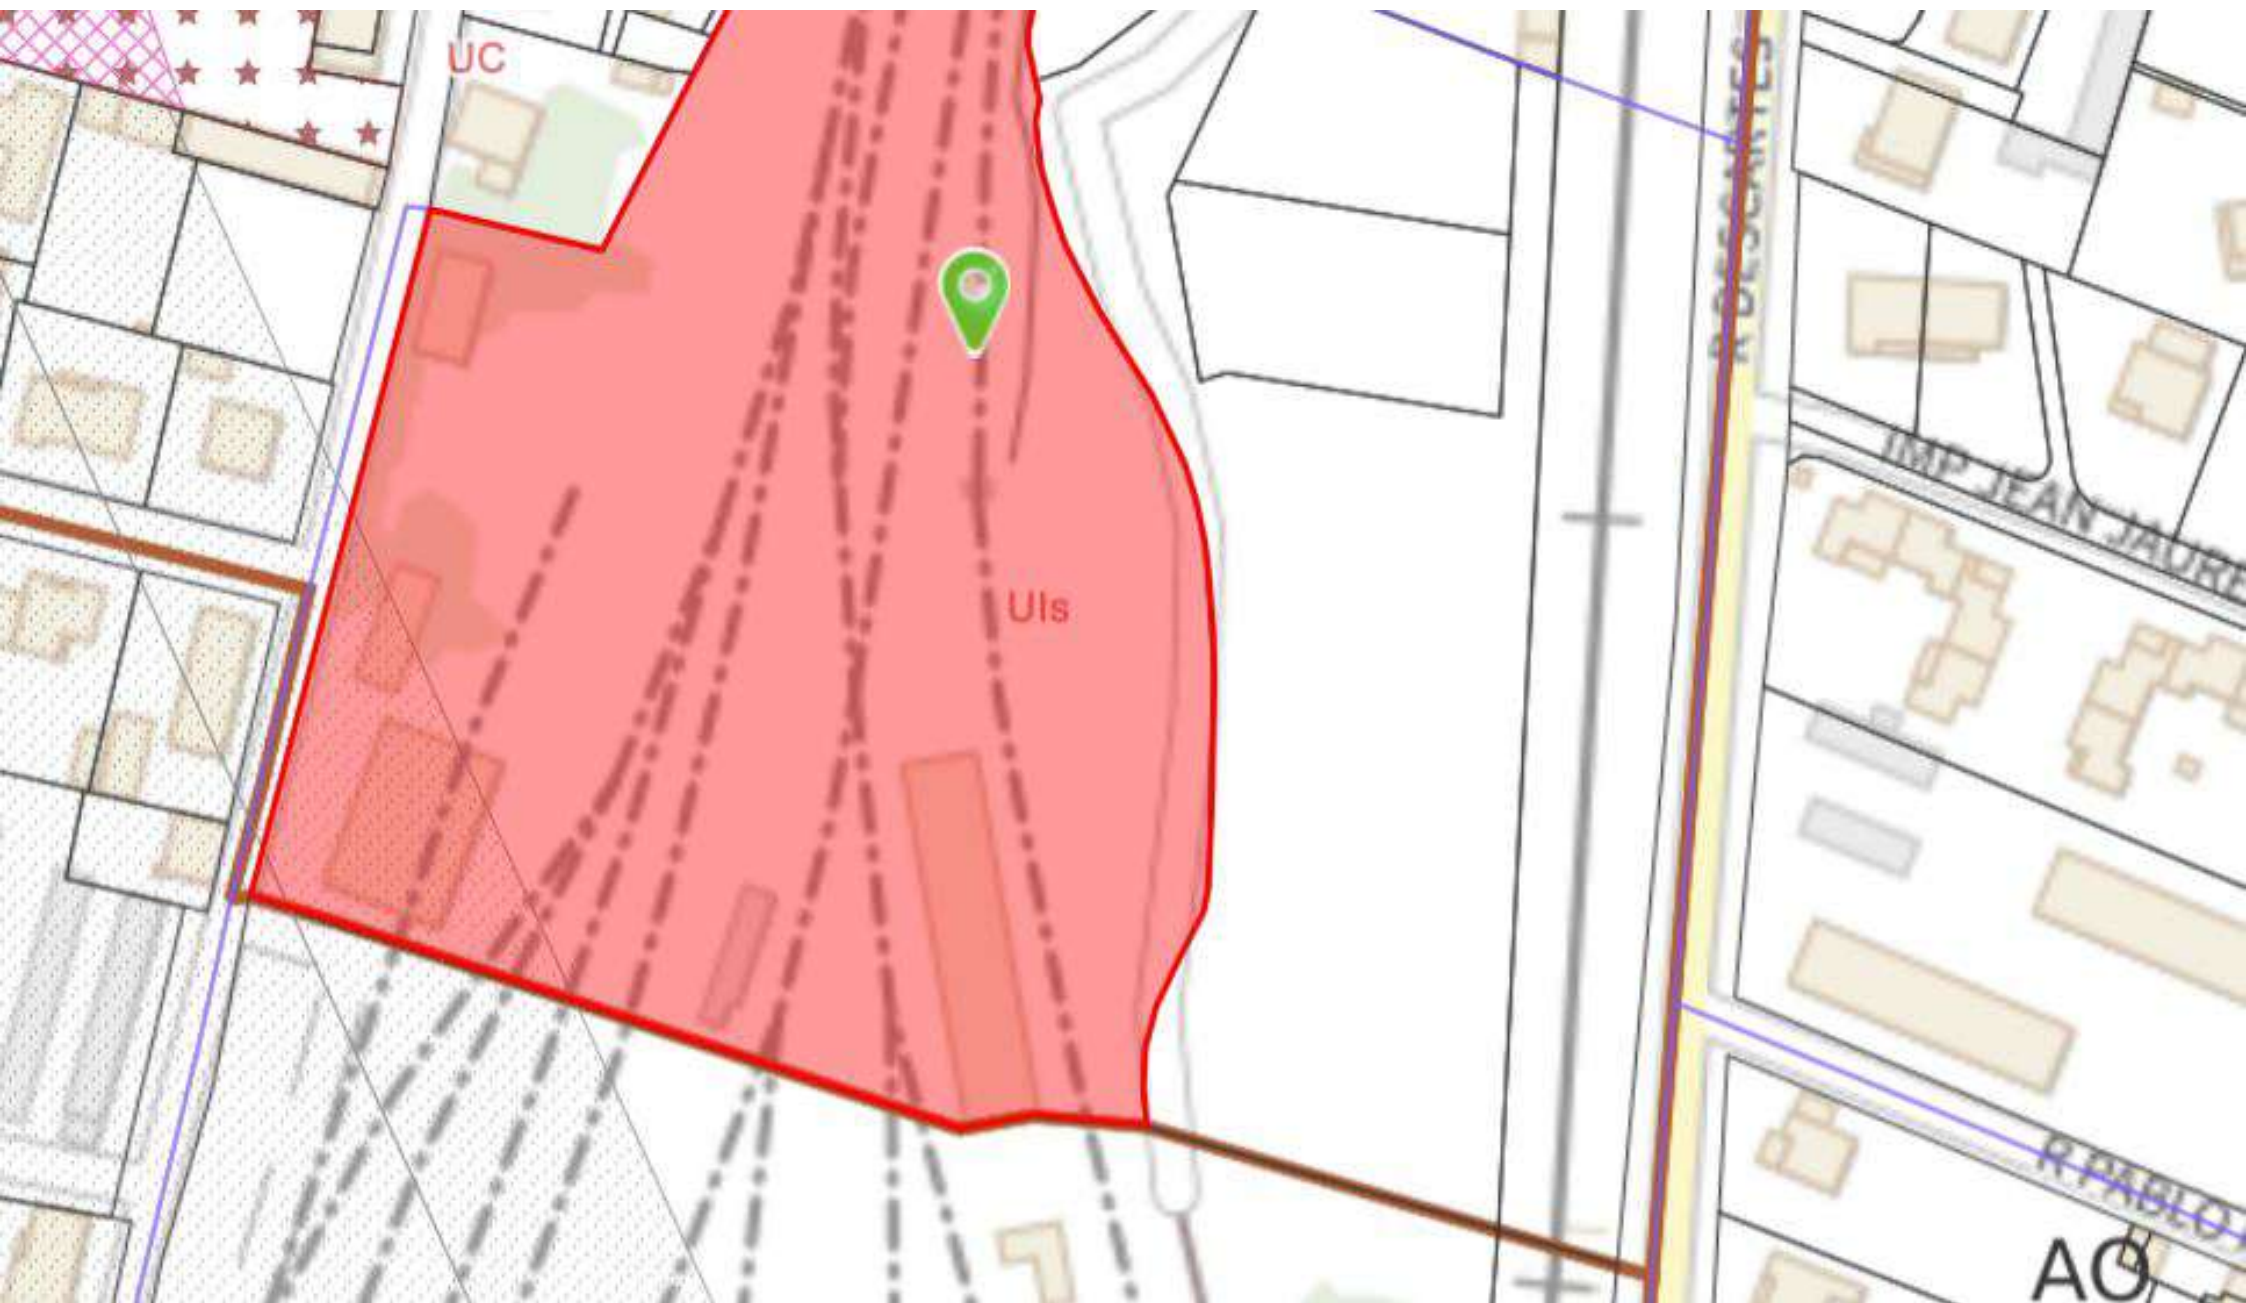 UC
R DESCARTES
IMP JEAN JAURE
UIs
R PABLO
AO